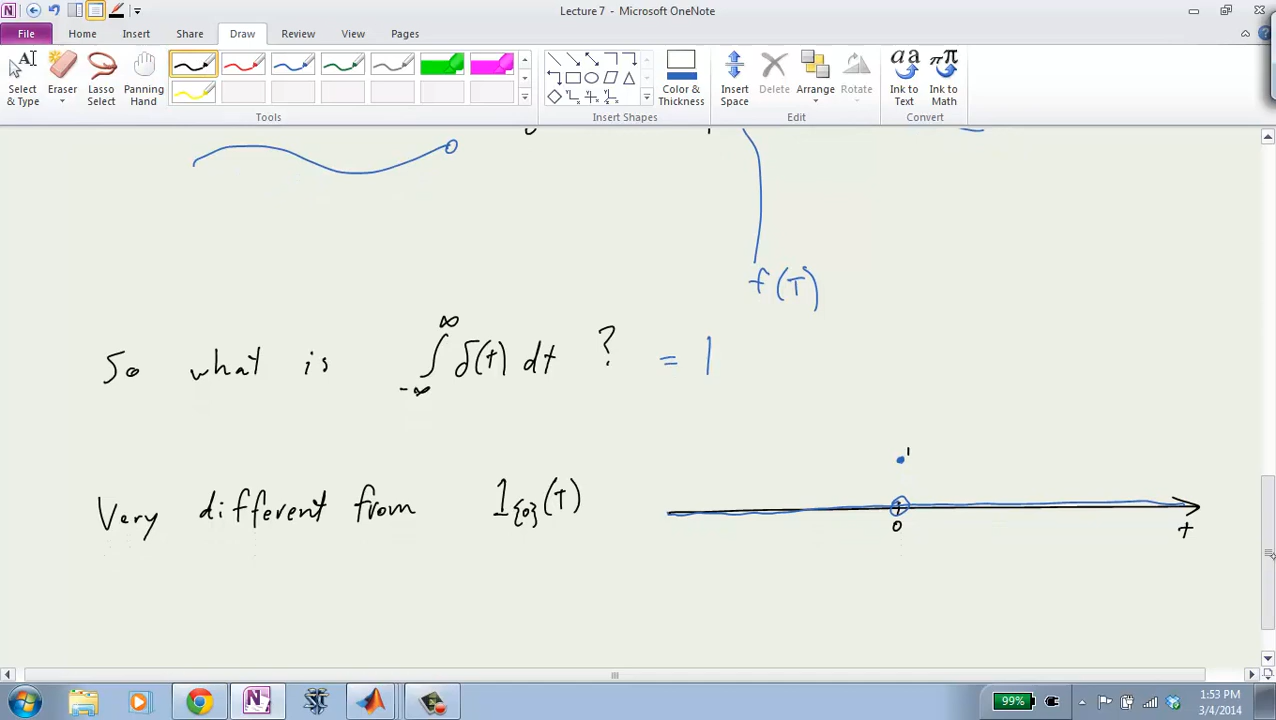 Lecture 7 - Microsoft OneNote
File Home Insert Share Draw Review View Pages
Select & Type
Eraser
Lasso Select
Panning Hand
Color & Thickness
Insert Space
Delete
Arrange
Rotate
Ink to Text
Ink to Math
Tools
Insert Shapes
Edit
Convert
f(T)
So what is ∫_{-∞}^{∞} δ(t) dt ? = 1
1
Very different from 1_{{0}}(T)
0
t
99%
1:53 PM
3/4/2014